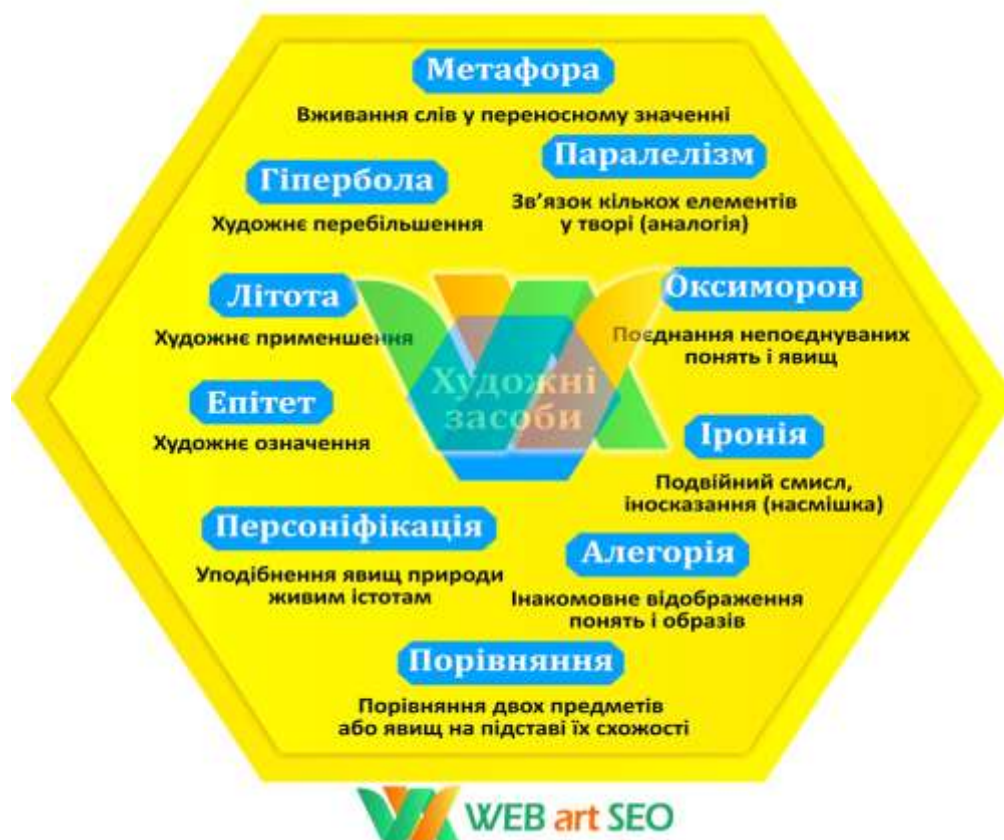 Метафора
Вживання слів у переносному значенні
Паралелізм
Зв’язок кількох елементів
у творі (аналогія)
Гіпербола
Художнє перебільшення
Літота
Художнє применшення
Оксиморон
Поєднання непоєднуваних
понять і явищ
Художні
засоби
Епітет
Художнє означення
Іронія
Подвійний смисл,
іносказання (насмішка)
Персоніфікація
Уподібнення явищ природи
живим істотам
Алегорія
Інакомовне відображення
понять і образів
Порівняння
Порівняння двох предметів
або явищ на підставі їх схожості
WEB art SEO